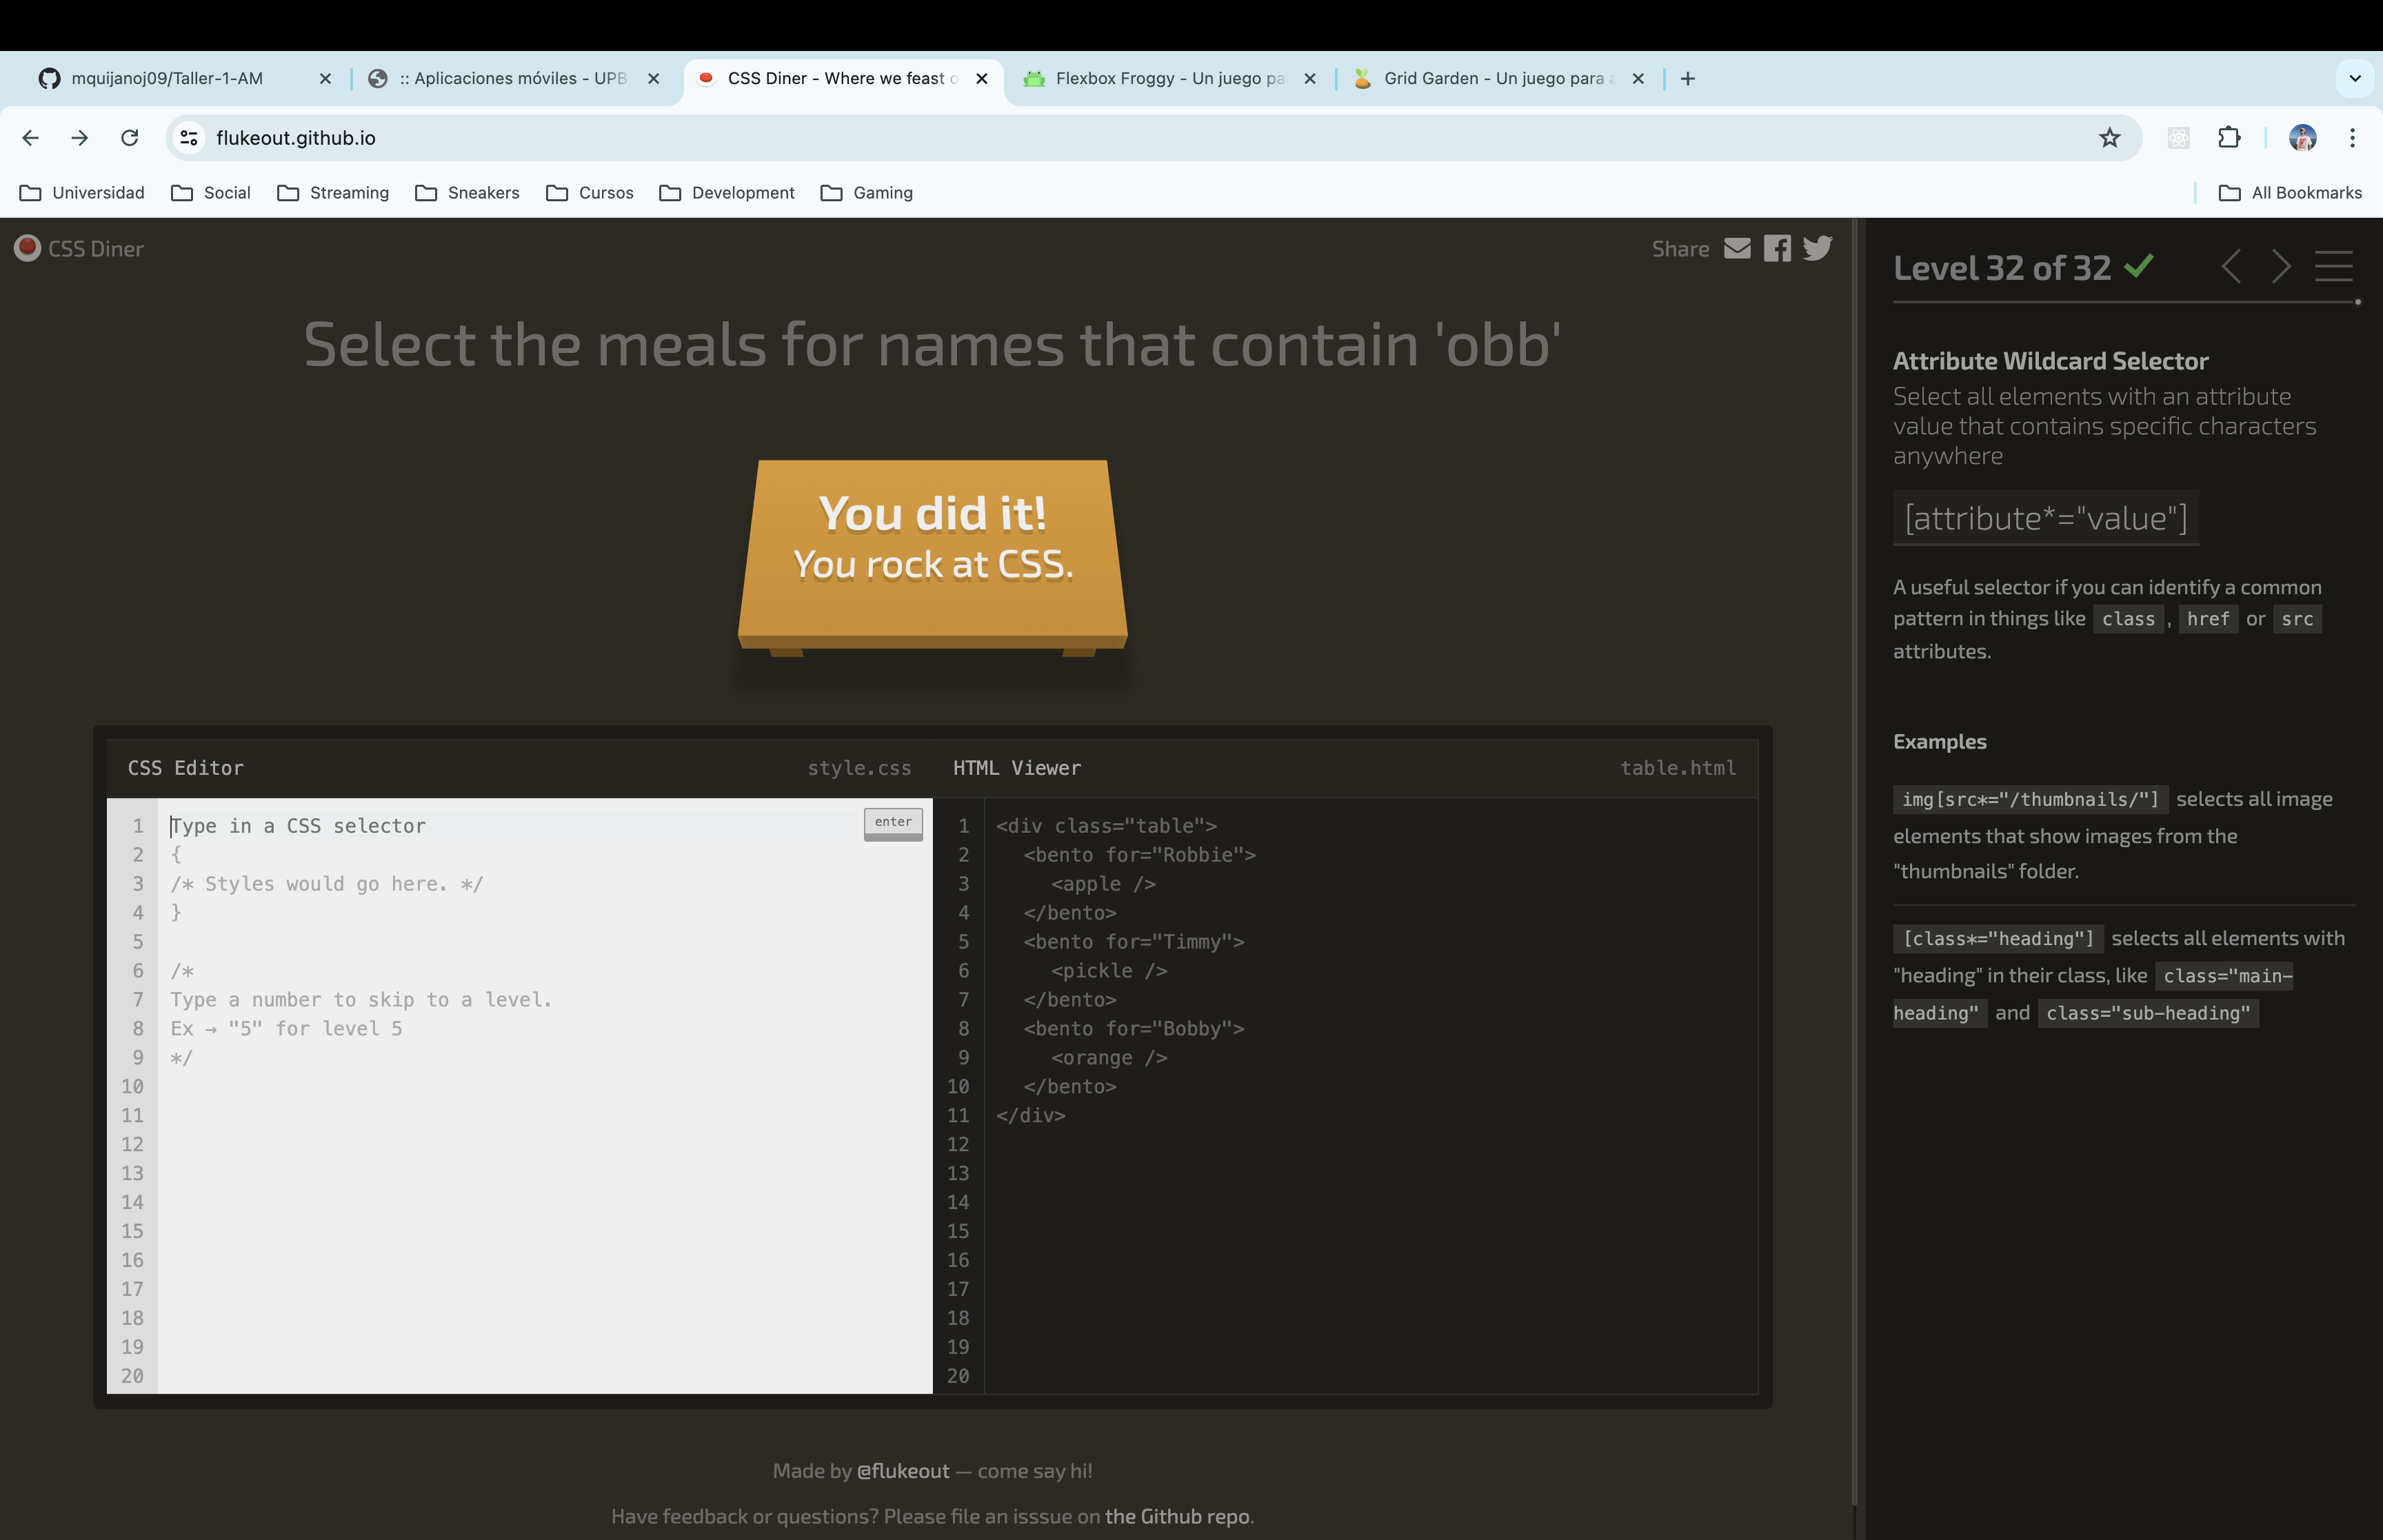 mquijanoj09/Taller-1-AM
:: Aplicaciones móviles - UPB
CSS Diner - Where we feast o
Flexbox Froggy - Un juego pa
Grid Garden - Un juego para a
flukeout.github.io
Universidad
Social
Streaming
Sneakers
Cursos
Development
Gaming
All Bookmarks
CSS Diner
Share
Select the meals for names that contain 'obb'
You did it!
You rock at CSS.
CSS Editor
style.css
1 Type in a CSS selector
enter
2 {
3 /* Styles would go here. */
4 }
5
6 /*
7 Type a number to skip to a level.
8 Ex → "5" for level 5
9 */
10
11
12
13
14
15
16
17
18
19
20
HTML Viewer
table.html
1 <div class="table">
2 <bento for="Robbie">
3 <apple />
4 </bento>
5 <bento for="Timmy">
6 <pickle />
7 </bento>
8 <bento for="Bobby">
9 <orange />
10 </bento>
11 </div>
12
13
14
15
16
17
18
19
20
Made by @flukeout — come say hi!
Have feedback or questions? Please file an isssue on the Github repo.
Level 32 of 32
Attribute Wildcard Selector
Select all elements with an attribute
value that contains specific characters
anywhere
[attribute*="value"]
A useful selector if you can identify a common
pattern in things like class , href or src
attributes.
Examples
img[src*="/thumbnails/"] selects all image
elements that show images from the
"thumbnails" folder.
[class*="heading"] selects all elements with
"heading" in their class, like class="main-
heading" and class="sub-heading"